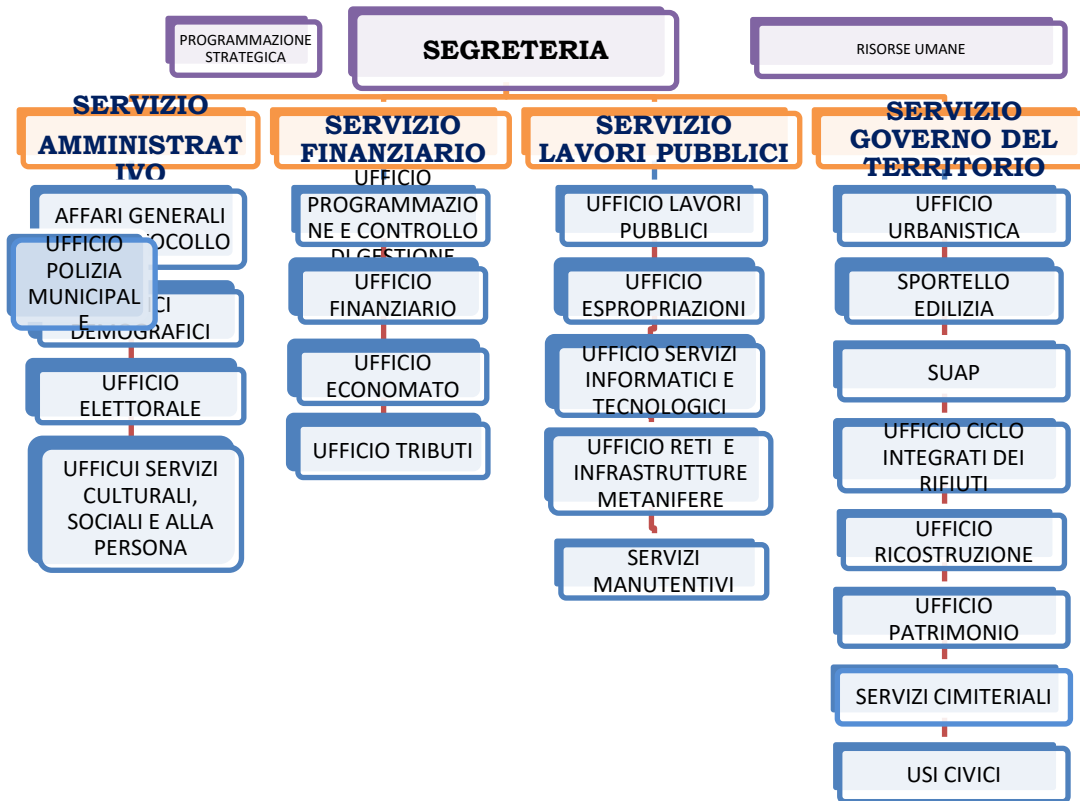 PROGRAMMAZIONE
STRATEGICA
SEGRETERIA
RISORSE UMANE
SERVIZIO
AMMINISTRAT
IVO
AFFARI GENERALI
OCOLLO
UFFICIO
POLIZIA
MUNICIPAL
E
ICI
DEMOGRAFICI
UFFICIO
ELETTORALE
UFFICUI SERVIZI
CULTURALI,
SOCIALI E ALLA
PERSONA
SERVIZIO
FINANZIARIO
UFFICIO
PROGRAMMAZIO
NE E CONTROLLO
DI GESTIONE
UFFICIO
FINANZIARIO
UFFICIO
ECONOMATO
UFFICIO TRIBUTI
SERVIZIO
LAVORI PUBBLICI
UFFICIO LAVORI
PUBBLICI
UFFICIO
ESPROPRIAZIONI
UFFICIO SERVIZI
INFORMATICI E
TECNOLOGICI
UFFICIO RETI E
INFRASTRUTTURE
METANIFERE
SERVIZI
MANUTENTIVI
SERVIZIO
GOVERNO DEL
TERRITORIO
UFFICIO
URBANISTICA
SPORTELLO
EDILIZIA
SUAP
UFFICIO CICLO
INTEGRATI DEI
RIFIUTI
UFFICIO
RICOSTRUZIONE
UFFICIO
PATRIMONIO
SERVIZI CIMITERIALI
USI CIVICI